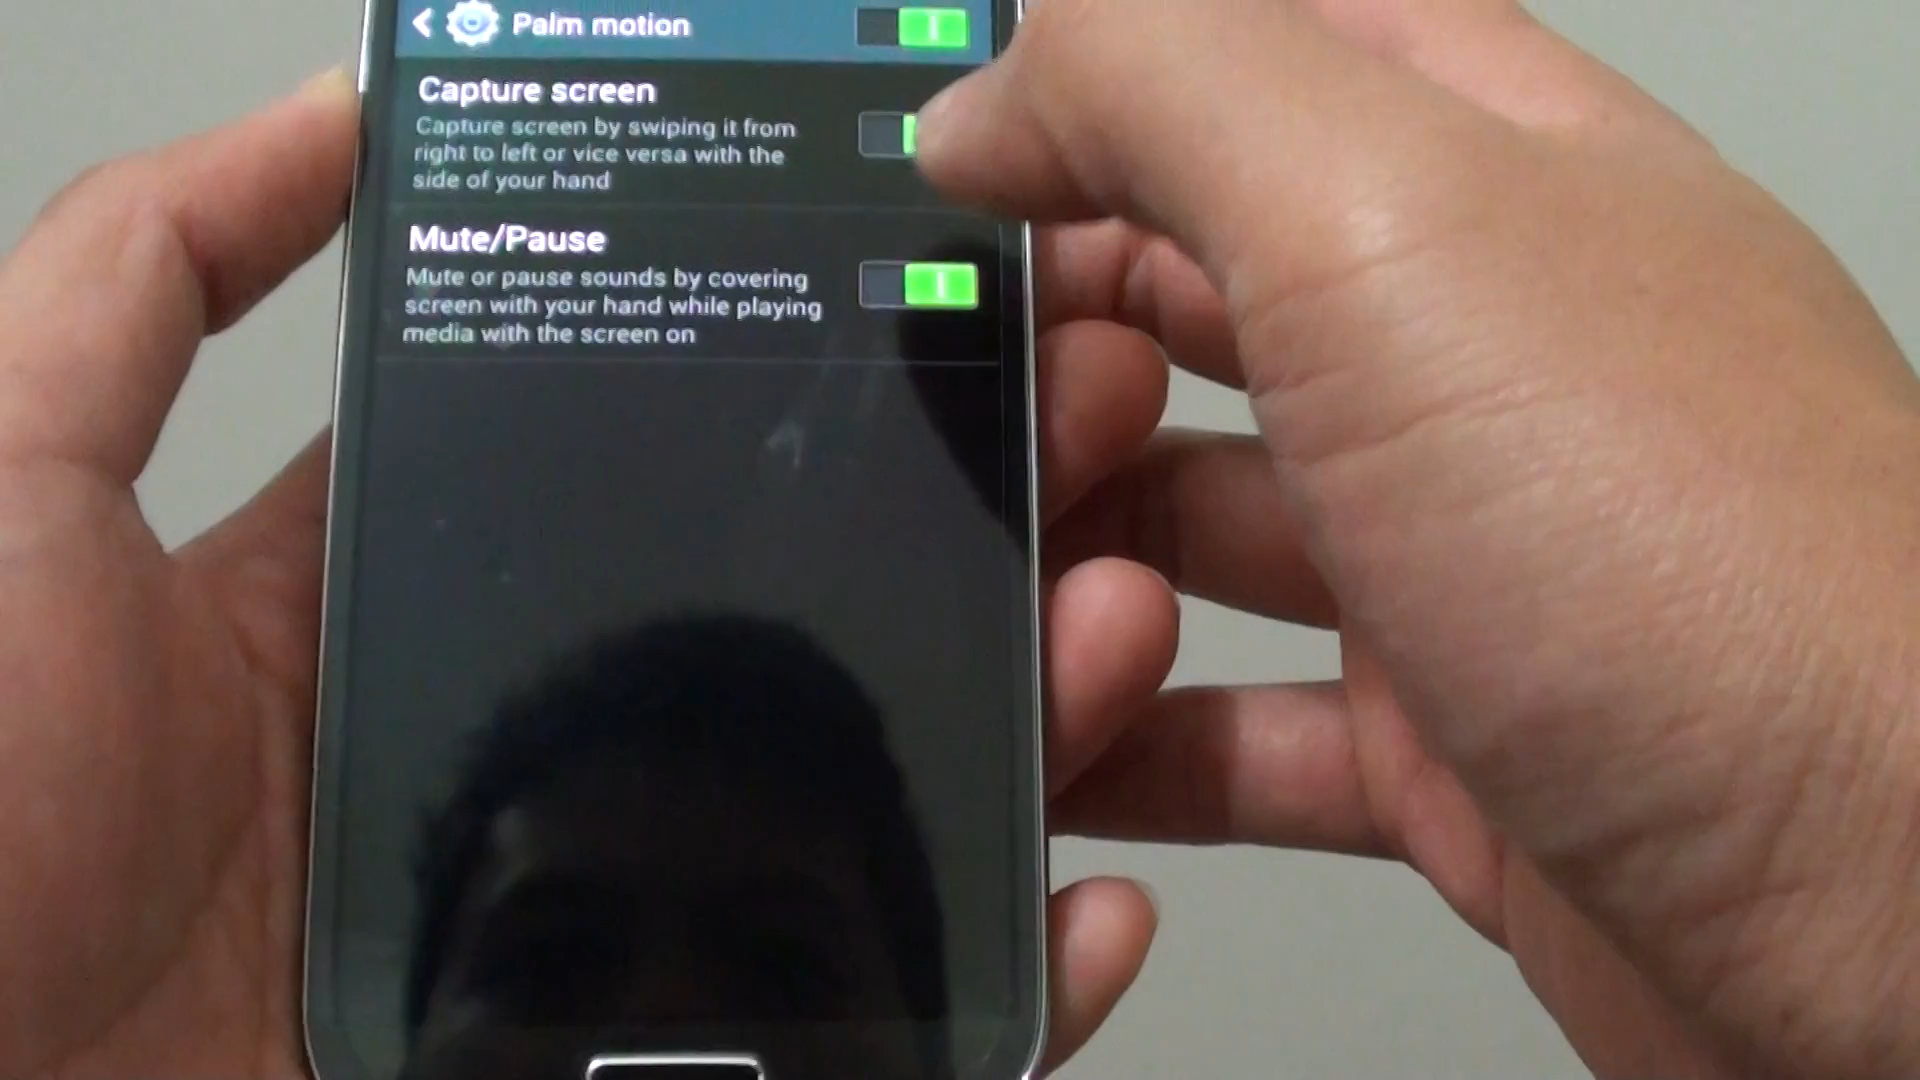 Palm motion
Capture screen
Capture screen by swiping it from
right to left or vice versa with the
side of your hand
Mute/Pause
Mute or pause sounds by covering
screen with your hand while playing
media with the screen on